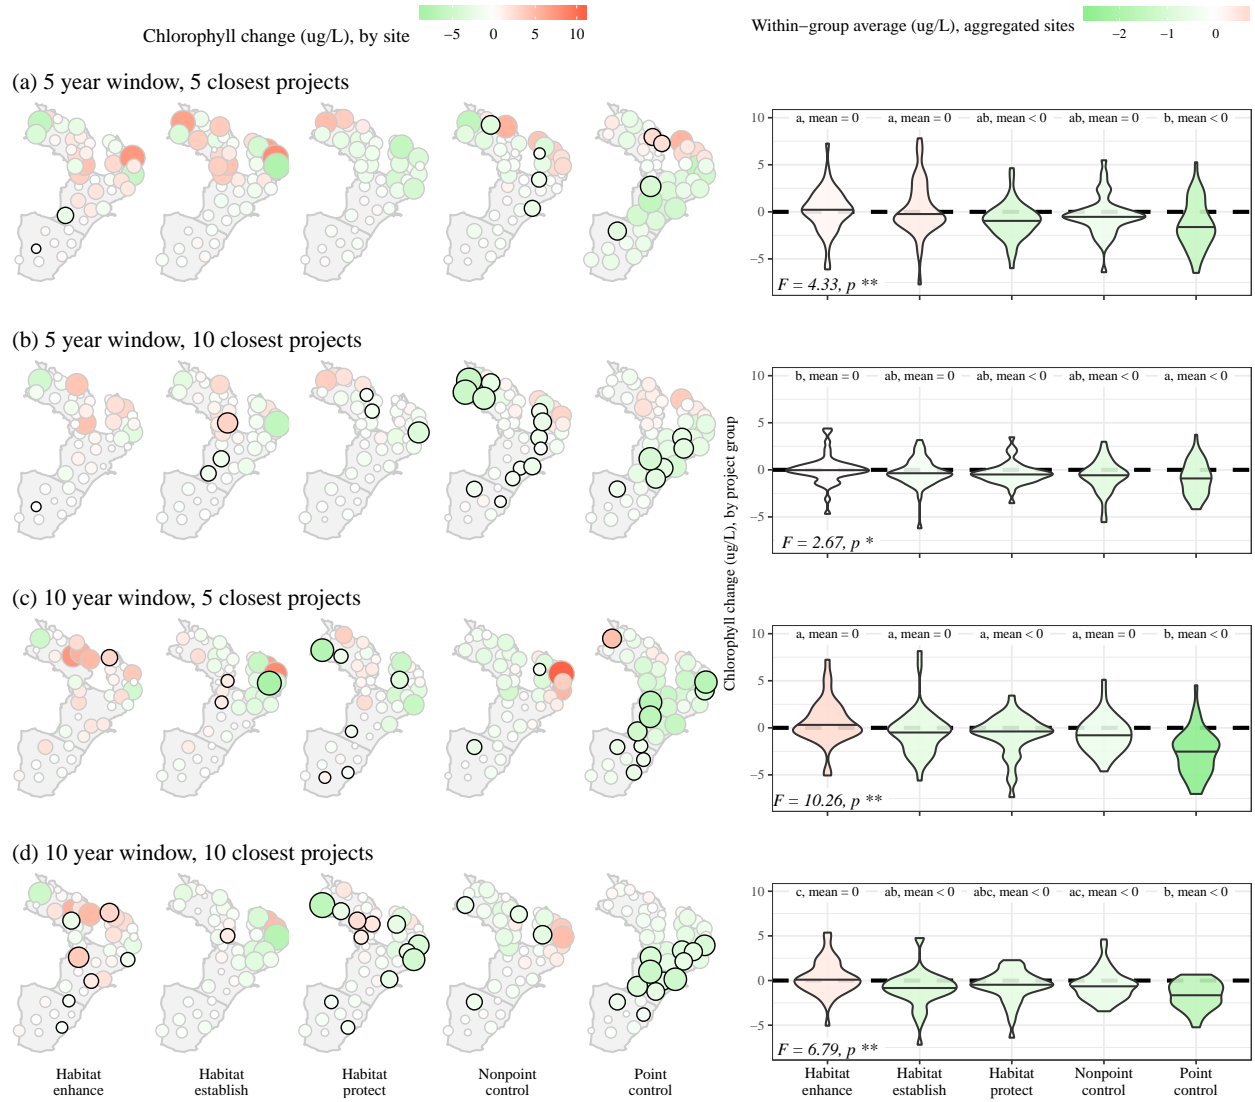 Chlorophyll change (ug/L), by site
−5 0 5 10
Within−group average (ug/L), aggregated sites
−2 −1 0
(a) 5 year window, 5 closest projects
10
5
0
−5
a, mean = 0 a, mean = 0 ab, mean < 0 ab, mean = 0 b, mean < 0
F = 4.33, p **
(b) 5 year window, 10 closest projects
10
5
0
−5
b, mean = 0 ab, mean = 0 ab, mean < 0 ab, mean < 0 a, mean < 0
F = 2.67, p *
Chlorophyll change (ug/L), by project group
(c) 10 year window, 5 closest projects
10
5
0
−5
a, mean = 0 a, mean = 0 a, mean < 0 a, mean = 0 b, mean < 0
F = 10.26, p **
(d) 10 year window, 10 closest projects
10
5
0
−5
c, mean = 0 ab, mean = 0 abc, mean < 0 ac, mean < 0 b, mean < 0
F = 6.79, p **
Habitat Habitat Habitat Nonpoint Point
enhance establish protect control control
Habitat Habitat Habitat Nonpoint Point
enhance establish protect control control